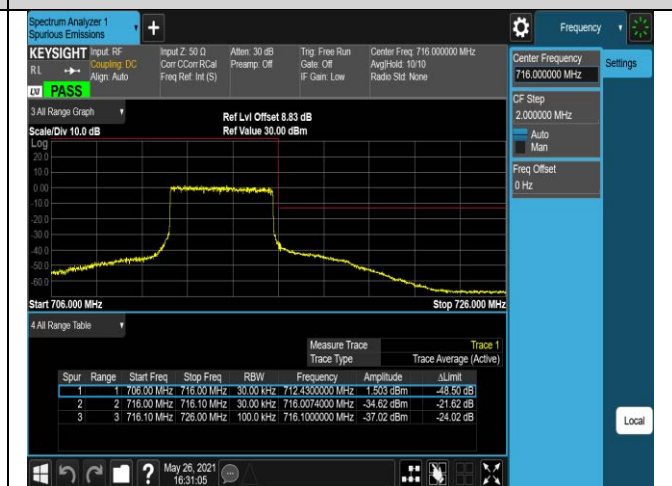 Spectrum Analyzer 1
Spurious Emissions
+
Frequency
KEYSIGHT Input: RF Input Z: 50 Ω Atten: 30 dB Trig: Free Run Center Freq: 716.000000 MHz
RL Coupling: DC Corr CCorr RCal Preamp: Off Gate: Off Avg|Hold: 10/10
Align: Auto Freq Ref: Int (S) IF Gain: Low Radio Std: None
LXI PASS
Center Frequency
716.000000 MHz
Settings
CF Step
2.000000 MHz
Auto
Man
Freq Offset
0 Hz
3 All Range Graph
Ref Lvl Offset 8.83 dB
Scale/Div 10.0 dB Ref Value 30.00 dBm
Log
20.0
10.0
0.00
-10.0
-20.0
-30.0
-40.0
-50.0
-60.0
Start 706.000 MHz Stop 726.000 MHz
4 All Range Table
Measure Trace Trace 1
Trace Type Trace Average (Active)
Spur Range Start Freq Stop Freq RBW Frequency Amplitude ΔLimit
1 1 706.00 MHz 716.00 MHz 30.00 kHz 712.4300000 MHz 1.503 dBm -48.50 dB
2 2 716.00 MHz 716.10 MHz 30.00 kHz 716.0074000 MHz -34.62 dBm -21.62 dB
3 3 716.10 MHz 726.00 MHz 100.0 kHz 716.1000000 MHz -37.02 dBm -24.02 dB
Local
? May 26, 2021
16:31:05